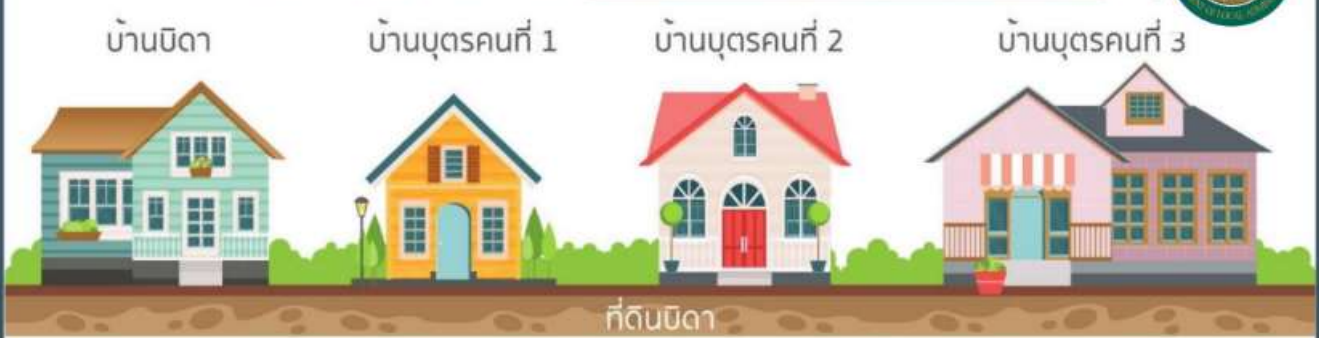 บ้านบิดา
บ้านบุตรคนที่ 1
บ้านบุตรคนที่ 2
บ้านบุตรคนที่ 3
ที่ดินบิดา